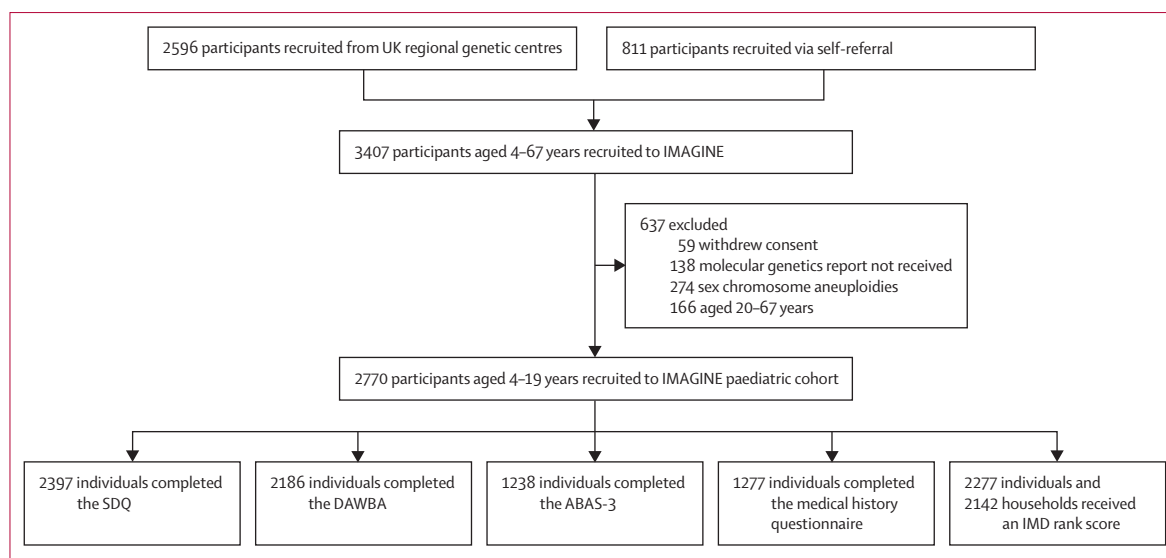 2596 participants recruited from UK regional genetic centres
811 participants recruited via self-referral
3407 participants aged 4–67 years recruited to IMAGINE
637 excluded
59 withdrew consent
138 molecular genetics report not received
274 sex chromosome aneuploidies
166 aged 20–67 years
2770 participants aged 4–19 years recruited to IMAGINE paediatric cohort
2397 individuals completed
the SDQ
2186 individuals completed
the DAWBA
1238 individuals completed
the ABAS-3
1277 individuals completed
the medical history
questionnaire
2277 individuals and
2142 households received
an IMD rank score